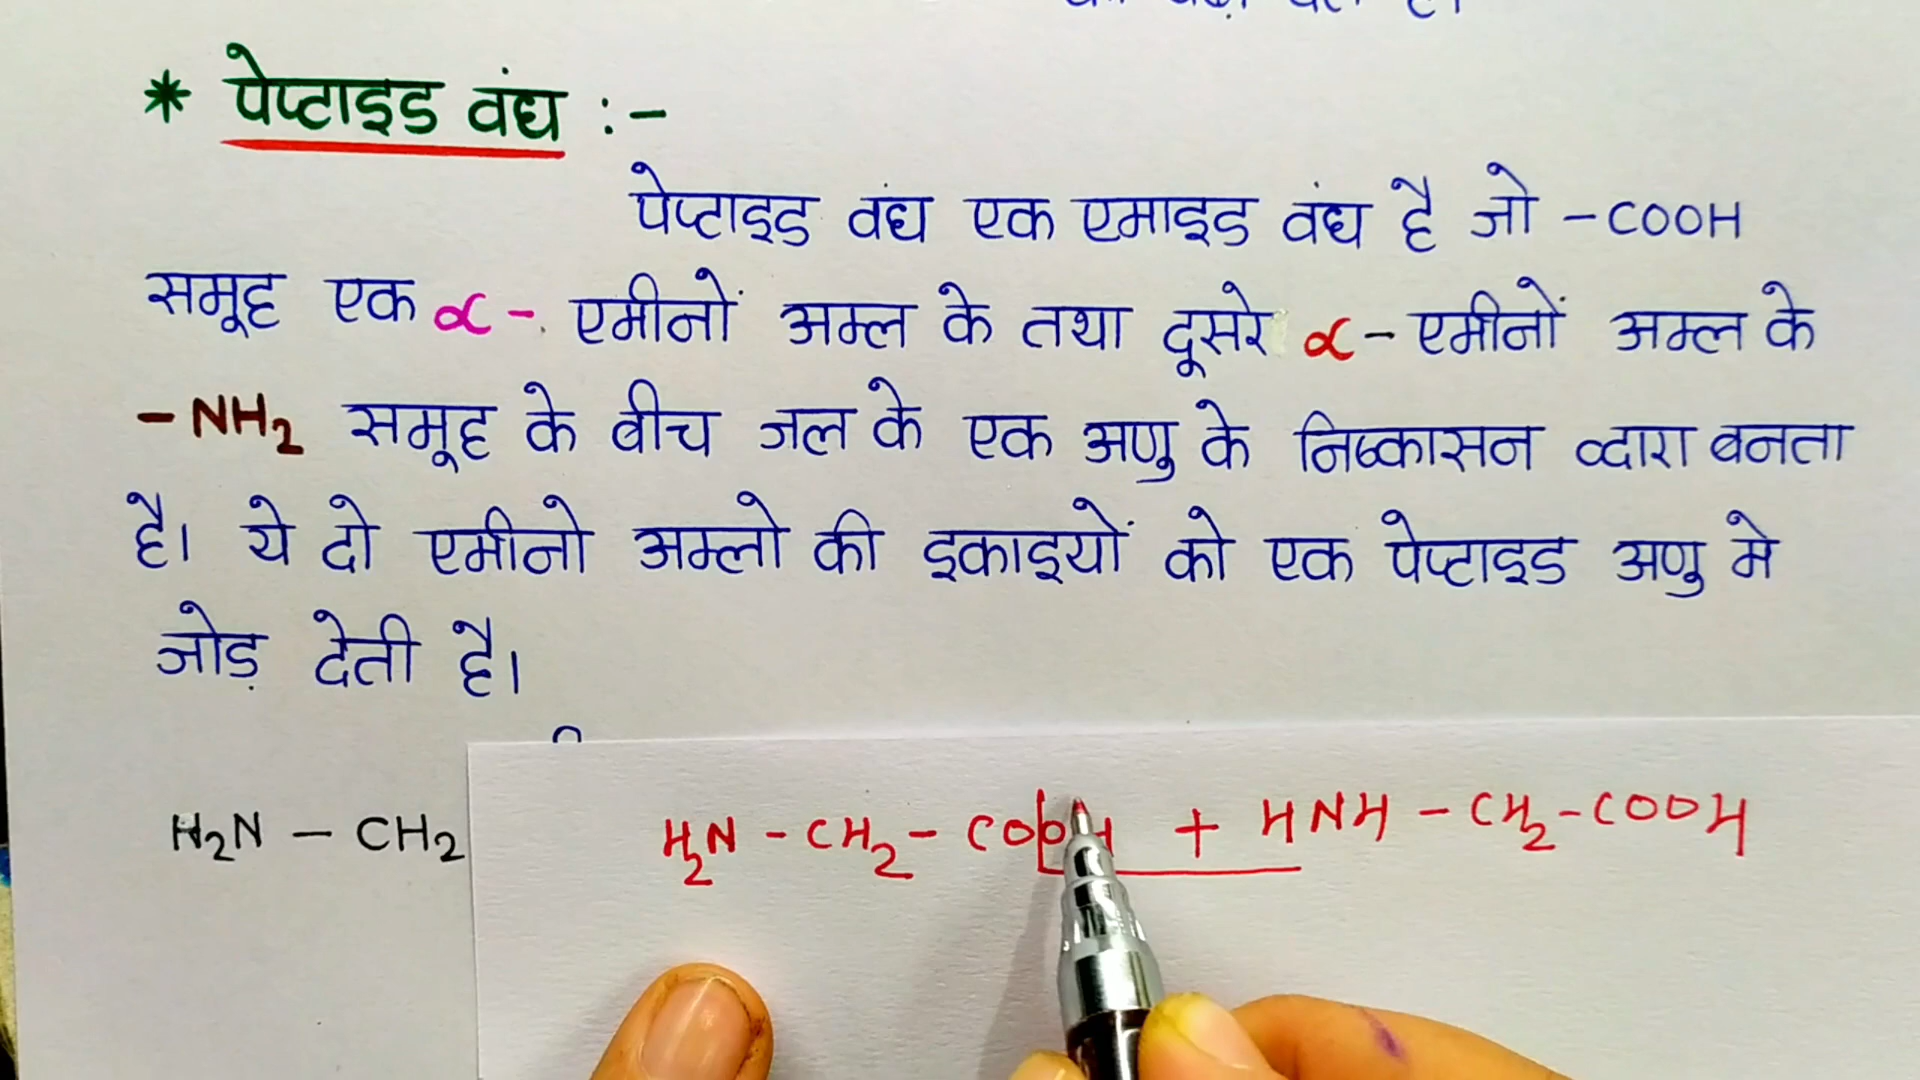 * पेप्टाइड वंध :-
पेप्टाइड वंध एक एमाइड वंध है जो -COOH
समूह एक α- एमीनों अम्ल के तथा दूसरे α- एमीनों अम्ल के
-NH2 समूह के बीच जल के एक अणु के निष्कासन व्दारा बनता
है। ये दो एमीनो अम्लो की इकाइयों को एक पेप्टाइड अणु मे
जोड़ देती है।
H2N - CH2
H2N - CH2 - COOH + HNH - CH2 - COOH